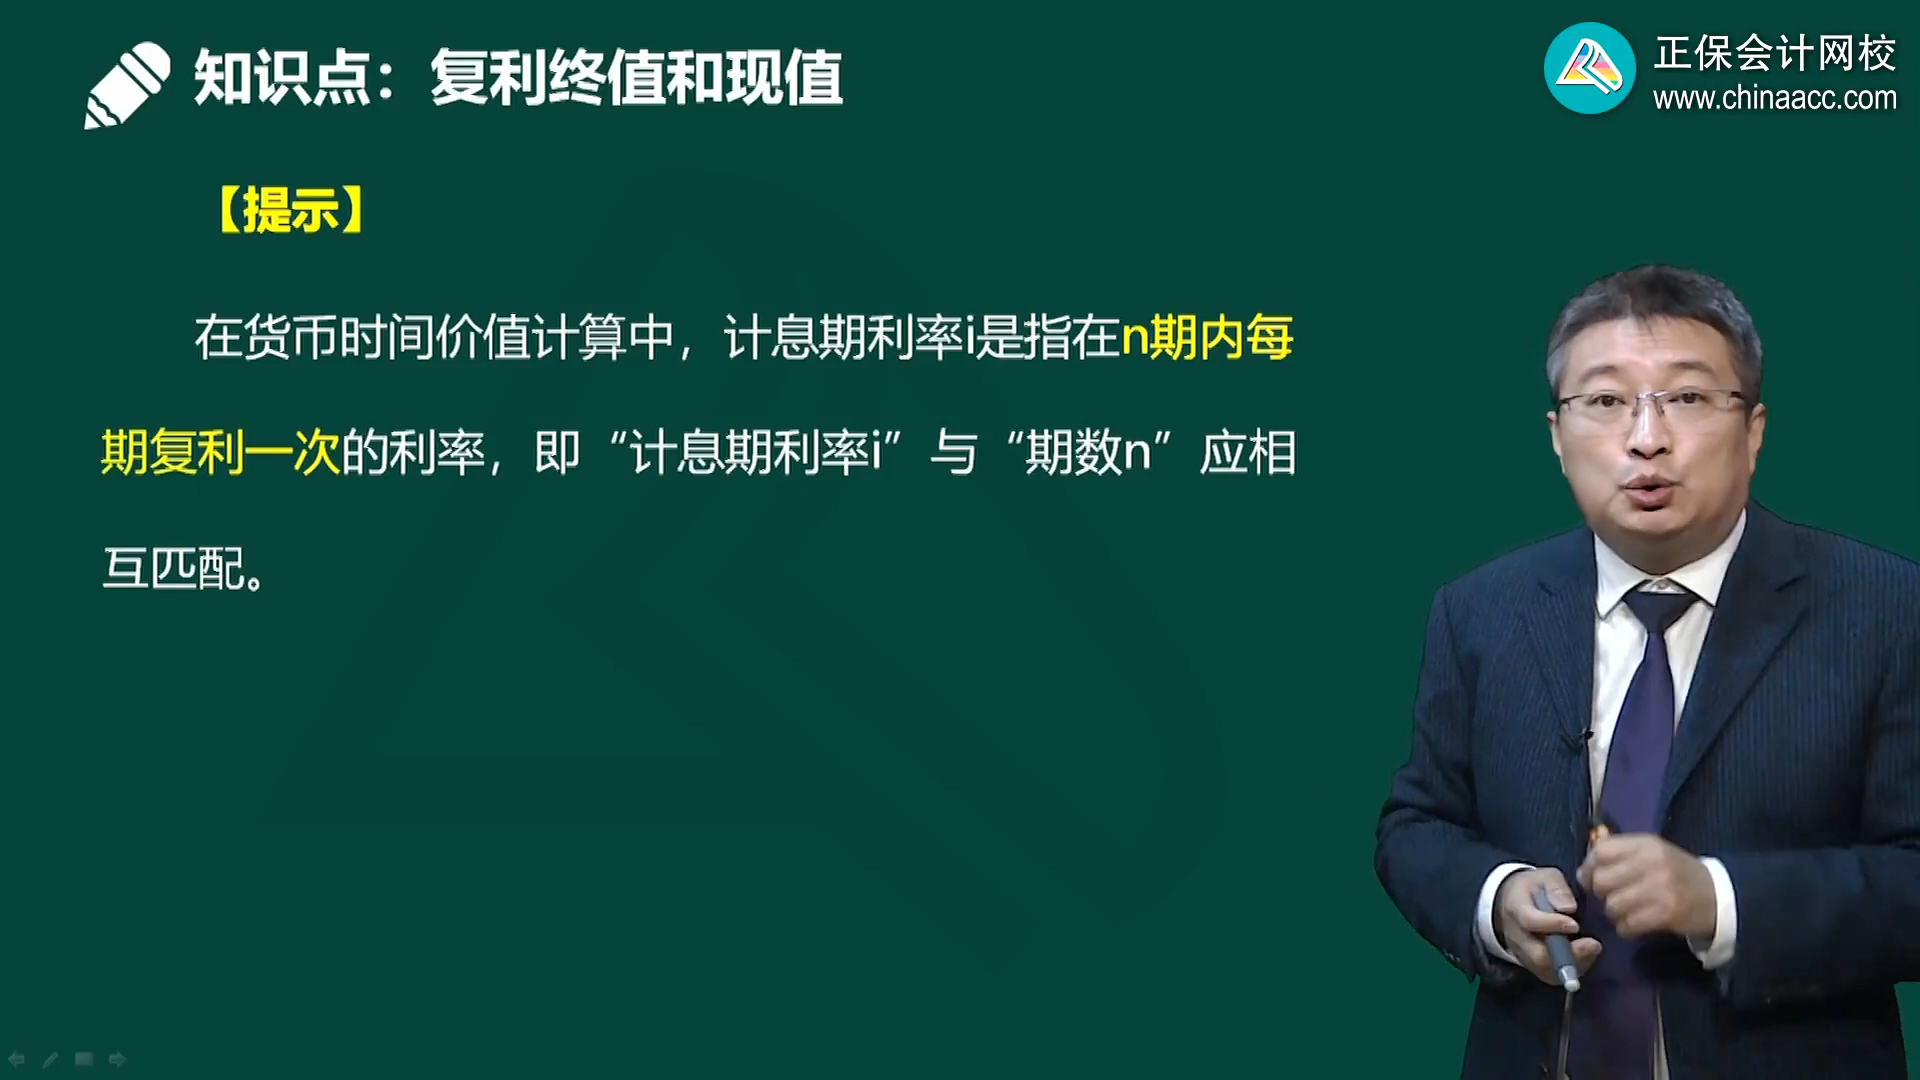 知识点：复利终值和现值
正保会计网校
www.chinaacc.com
【提示】
在货币时间价值计算中，计息期利率i是指在n期内每
期复利一次的利率，即“计息期利率i”与“期数n”应相
互匹配。